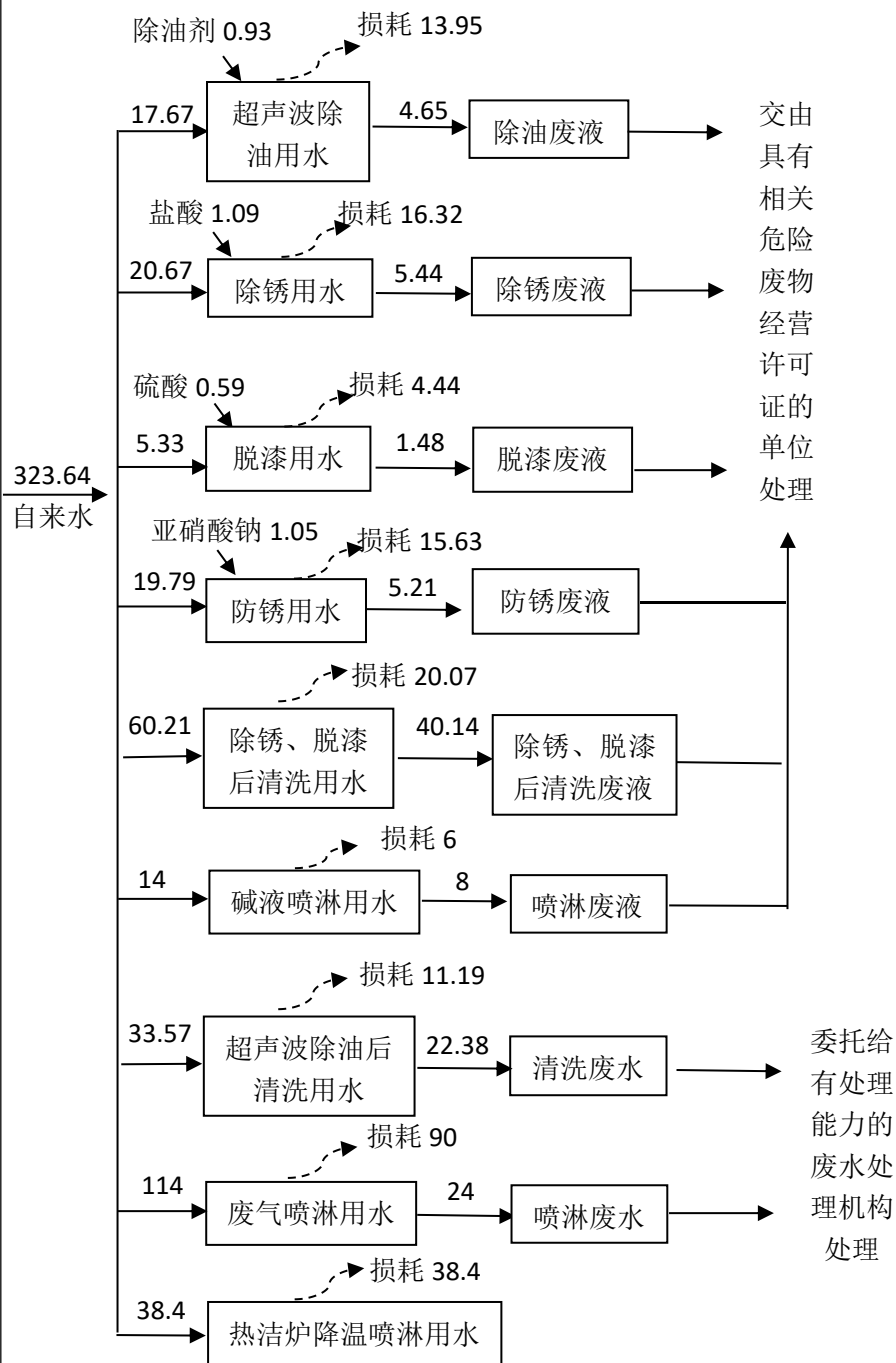 除油剂 0.93
损耗 13.95
17.67
超声波除
油用水
4.65
除油废液
盐酸 1.09
损耗 16.32
20.67
除锈用水
5.44
除锈废液
硫酸 0.59
损耗 4.44
5.33
脱漆用水
1.48
脱漆废液
交由
具有
相关
危险
废物
经营
许可
证的
单位
处理
323.64
自来水
亚硝酸钠 1.05
损耗 15.63
19.79
防锈用水
5.21
防锈废液
损耗 20.07
60.21
除锈、脱漆
后清洗用水
40.14
除锈、脱漆
后清洗废液
损耗 6
14
碱液喷淋用水
8
喷淋废液
损耗 11.19
33.57
超声波除油后
清洗用水
22.38
清洗废水
损耗 90
114
废气喷淋用水
24
喷淋废水
委托给
有处理
能力的
废水处
理机构
处理
损耗 38.4
38.4
热洁炉降温喷淋用水